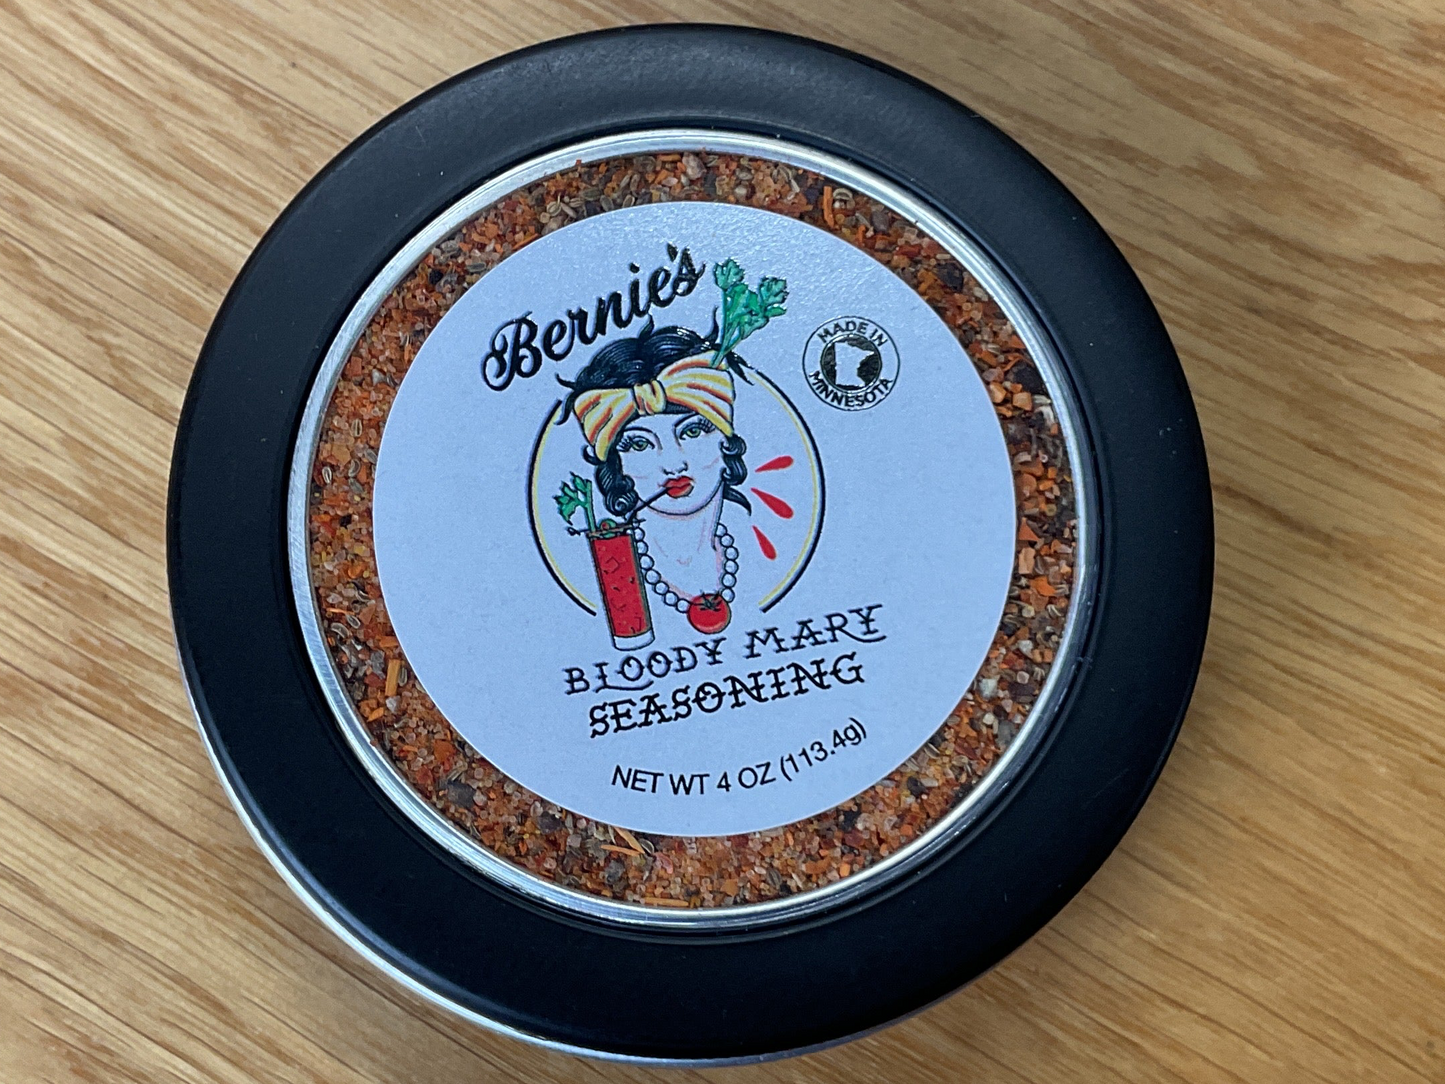 Bernie's
MADE IN
MINNESOTA
BLOODY MARY
SEASONING
NET WT 4 OZ (113.4g)